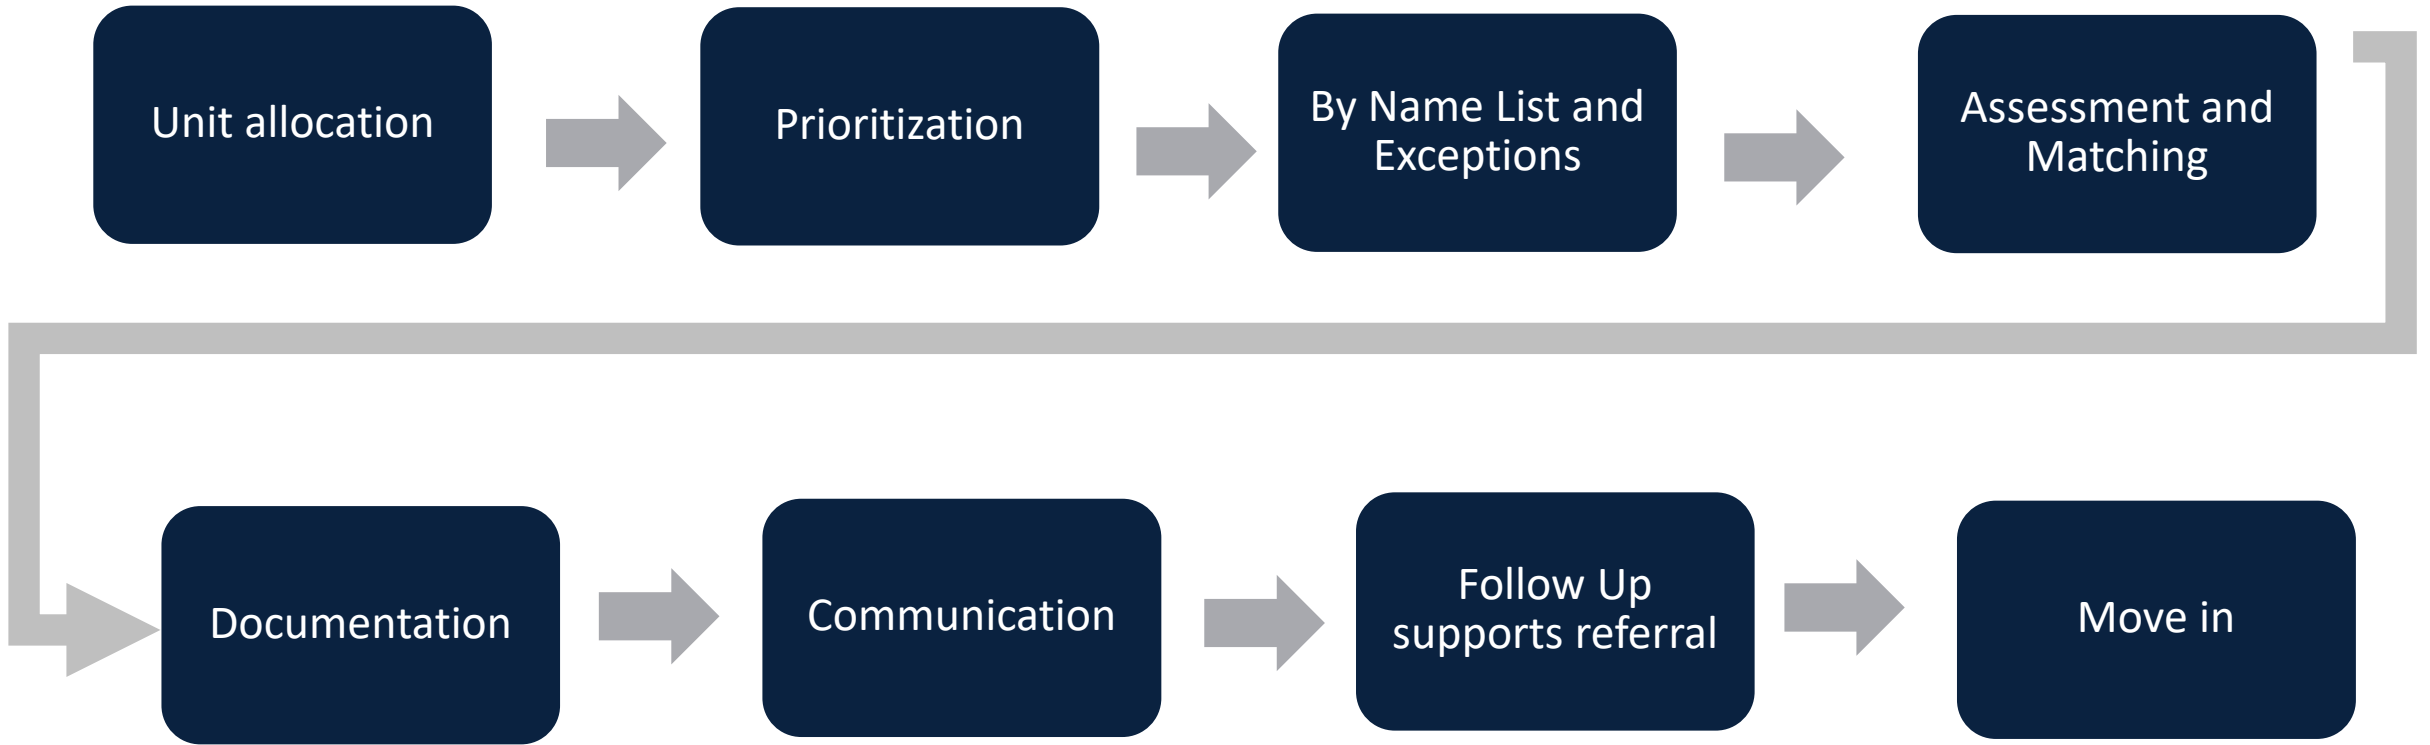 Unit allocation
Prioritization
By Name List and
Exceptions
Assessment and
Matching
Documentation
Communication
Follow Up
supports referral
Move in